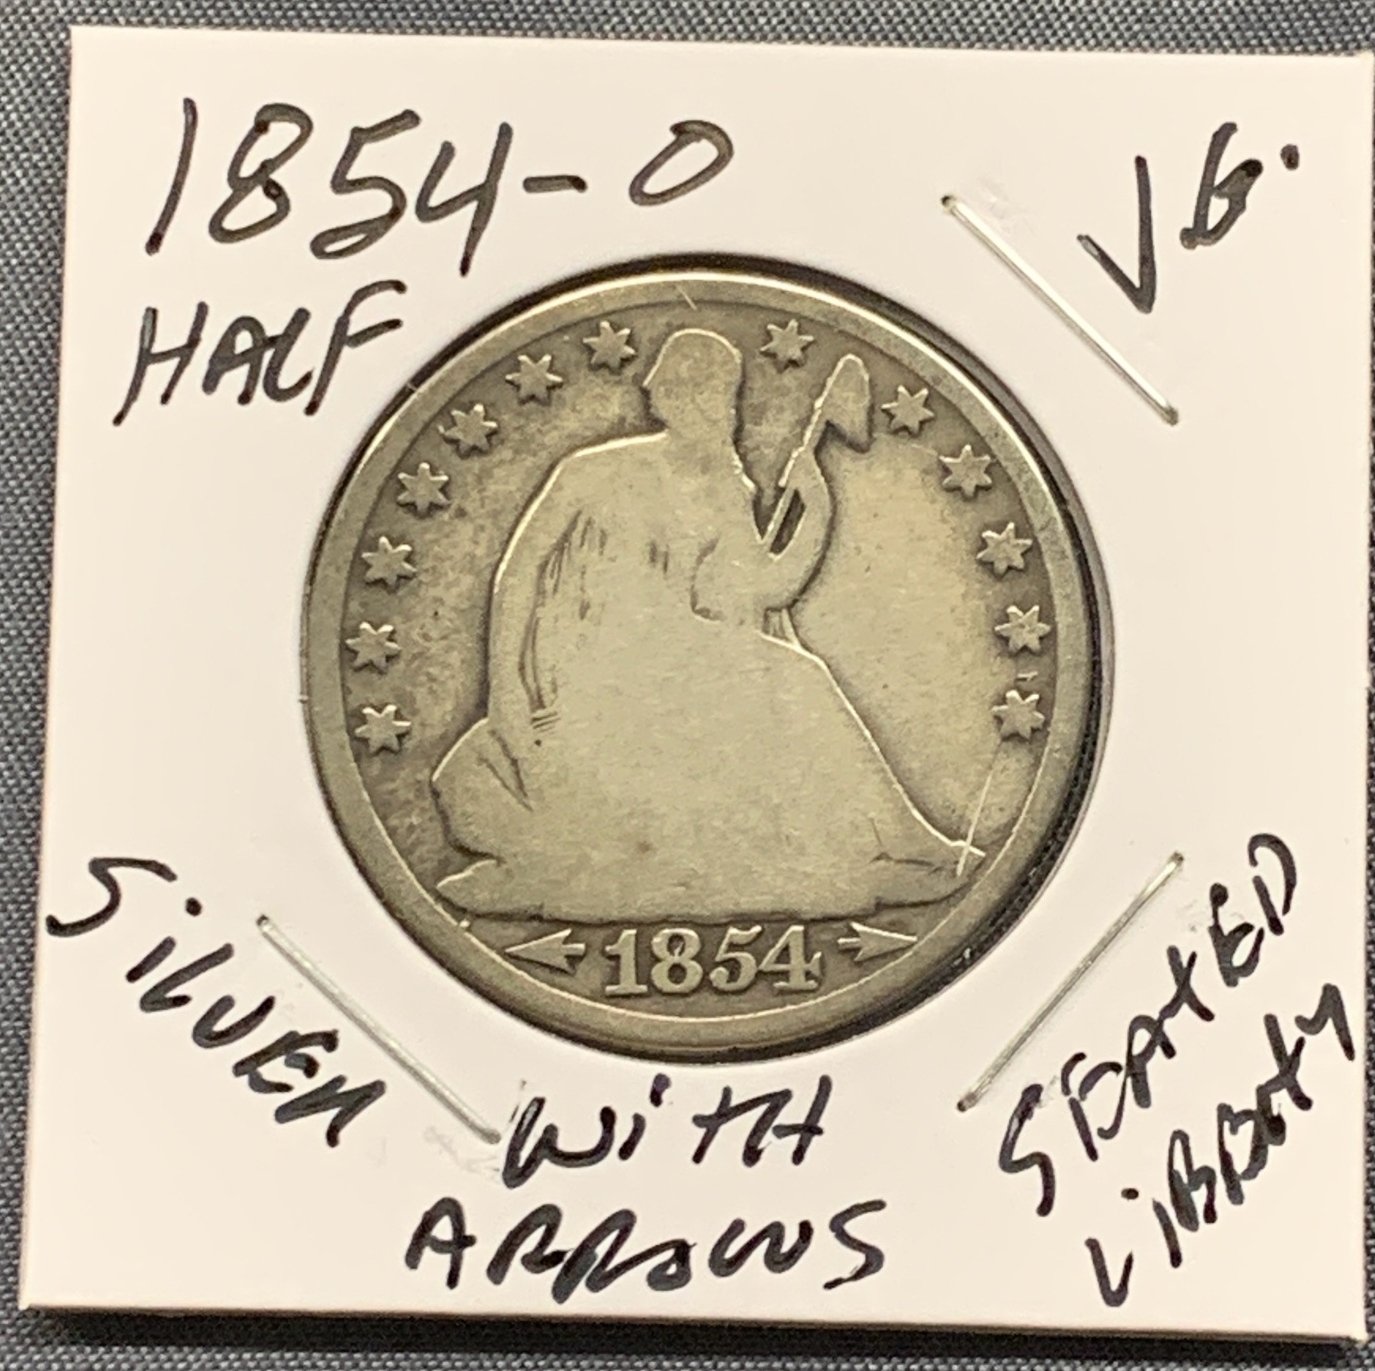 1854-O
VG.
HALF
1854
SiLVER
WiTH
ARROWS
SEATED
LiBERTY